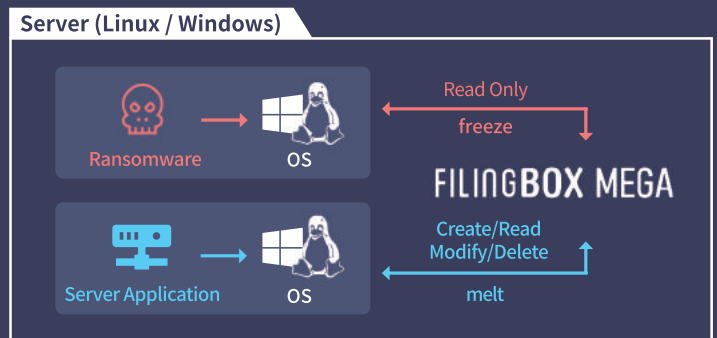 Server (Linux / Windows)
Ransomware
OS
Read Only
freeze
FILINGBOX MEGA
Server Application
OS
Create/Read
Modify/Delete
melt